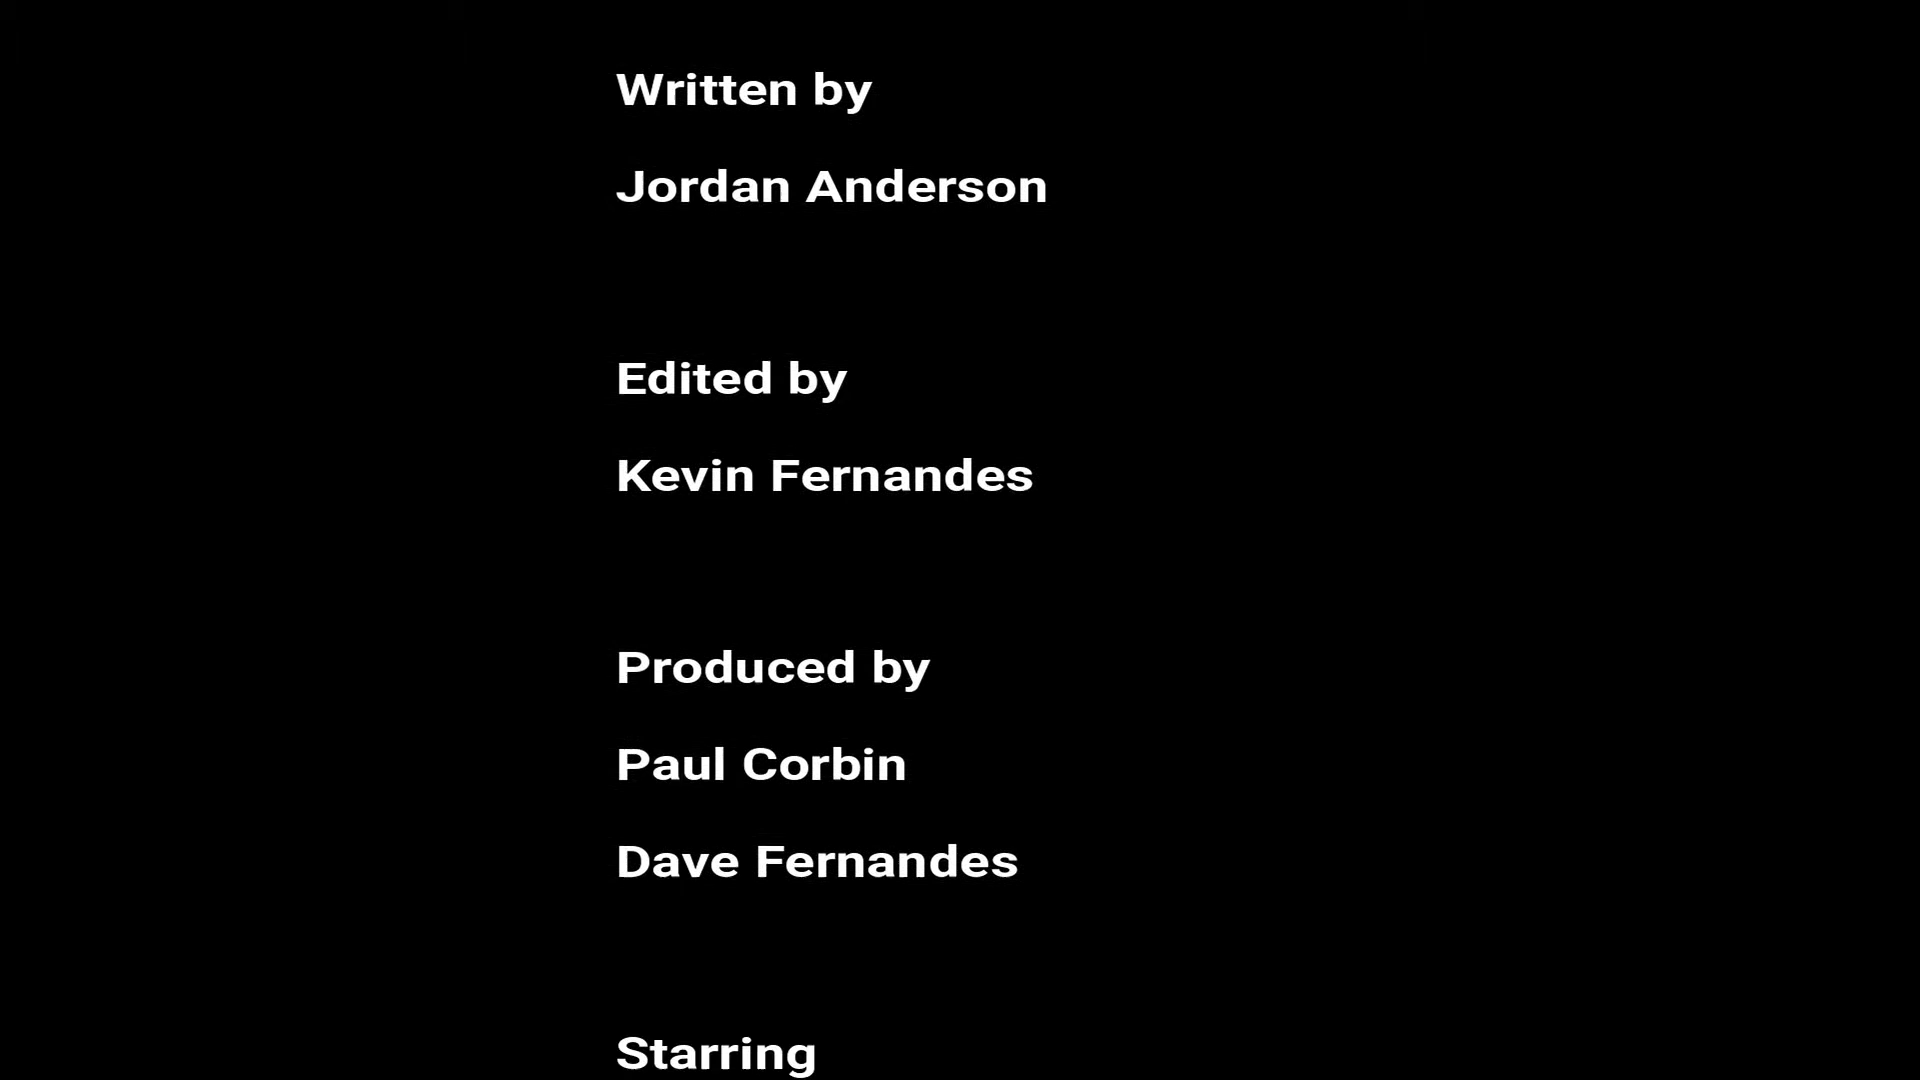 Written by
Jordan Anderson
Edited by
Kevin Fernandes
Produced by
Paul Corbin
Dave Fernandes
Starring